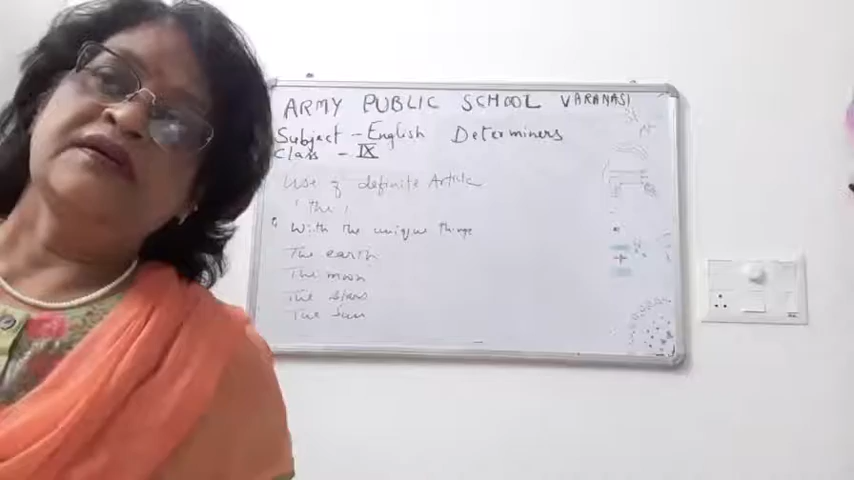 ARMY PUBLIC SCHOOL VARANASI
Subject - English Determiners
Class - IX
Use of definite Article
'the'
With the unique things
The earth
The moon
The stars
The Sun